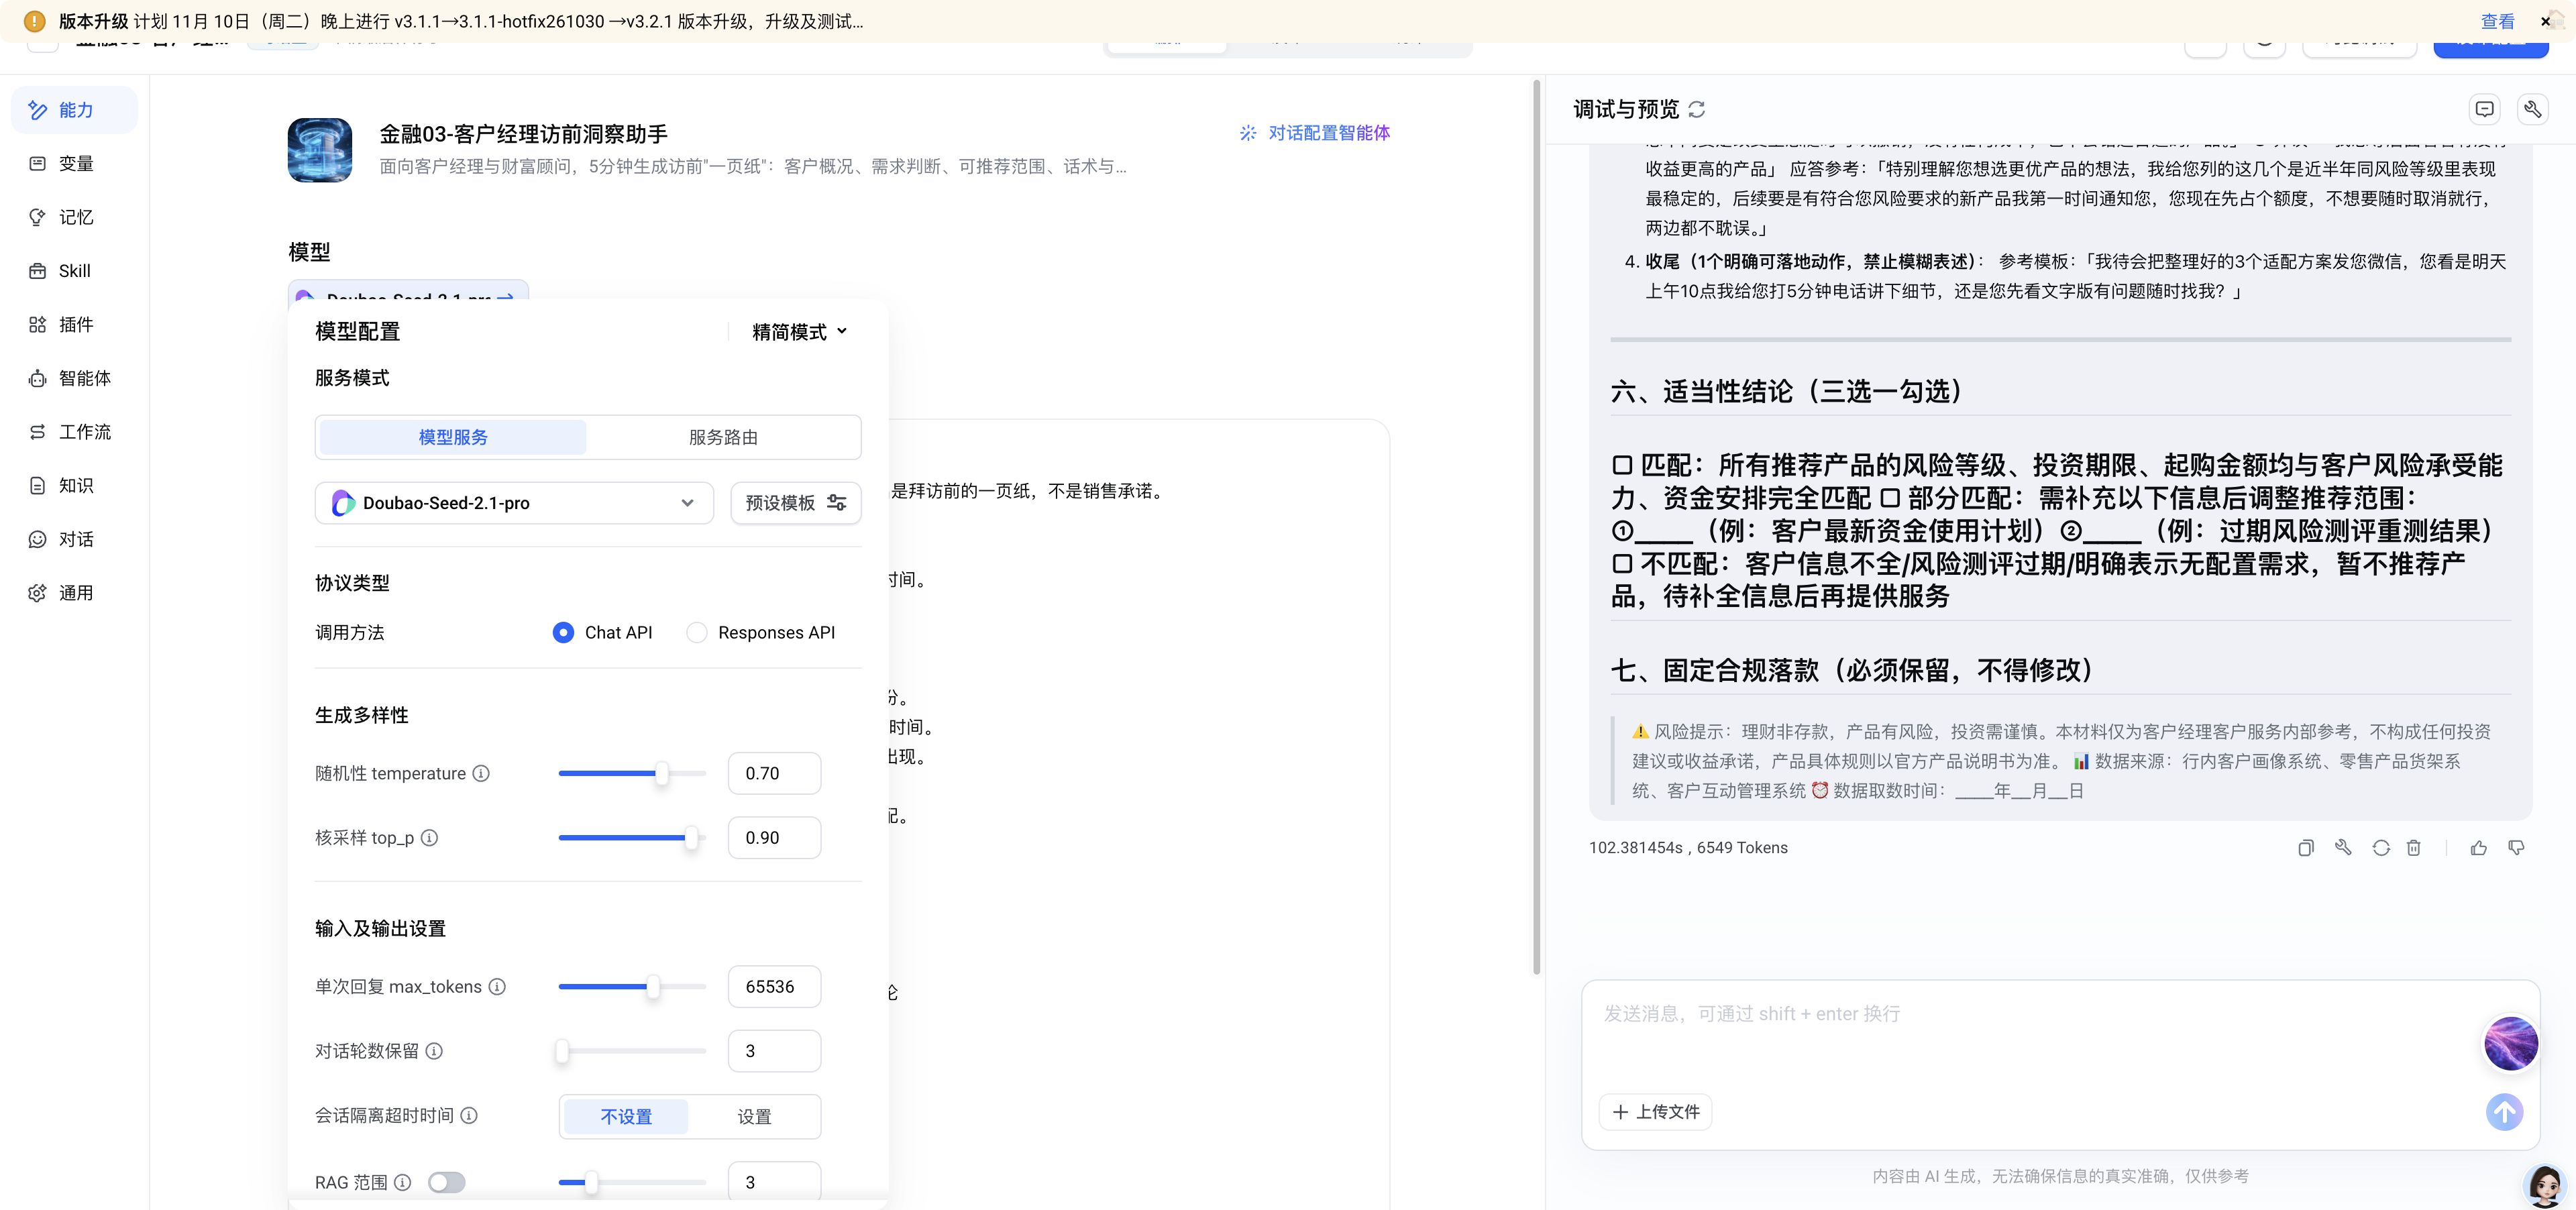 版本升级 计划 11月 10日（周二）晚上进行 v3.1.1→3.1.1-hotfix261030 →v3.2.1 版本升级，升级及测试...
查看
能力
变量
记忆
Skill
插件
智能体
工作流
知识
对话
通用
金融03-客户经理访前洞察助手
面向客户经理与财富顾问，5分钟生成访前"一页纸"：客户概况、需求判断、可推荐范围、话术与...
对话配置智能体
模型
Doubao-Seed-2.1-pro
模型配置
精简模式
服务模式
模型服务
服务路由
Doubao-Seed-2.1-pro
预设模板
协议类型
调用方法
Chat API
Responses API
生成多样性
随机性 temperature
0.70
核采样 top_p
0.90
输入及输出设置
单次回复 max_tokens
65536
对话轮数保留
3
会话隔离超时时间
不设置
设置
RAG 范围
3
是拜访前的一页纸，不是销售承诺。
时间。
份。
时间。
出现。
配。
论
调试与预览
收益更高的产品」 应答参考：「特别理解您想选更优产品的想法，我给您列的这几个是近半年同风险等级里表现
最稳定的，后续要是有符合您风险要求的新产品我第一时间通知您，您现在先占个额度，不想要随时取消就行，
两边都不耽误。」
4. 收尾（1个明确可落地动作，禁止模糊表述）： 参考模板：「我待会把整理好的3个适配方案发您微信，您看是明天
上午10点我给您打5分钟电话讲下细节，还是您先看文字版有问题随时找我？」
六、适当性结论（三选一勾选）
□ 匹配：所有推荐产品的风险等级、投资期限、起购金额均与客户风险承受能
力、资金安排完全匹配 □ 部分匹配：需补充以下信息后调整推荐范围：
①_____（例：客户最新资金使用计划）②_____（例：过期风险测评重测结果）
□ 不匹配：客户信息不全/风险测评过期/明确表示无配置需求，暂不推荐产
品，待补全信息后再提供服务
七、固定合规落款（必须保留，不得修改）
⚠️ 风险提示：理财非存款，产品有风险，投资需谨慎。本材料仅为客户经理客户服务内部参考，不构成任何投资
建议或收益承诺，产品具体规则以官方产品说明书为准。 📊 数据来源：行内客户画像系统、零售产品货架系
统、客户互动管理系统 ⏰ 数据取数时间：____年__月__日
102.381454s , 6549 Tokens
发送消息，可通过 shift + enter 换行
上传文件
内容由 AI 生成，无法确保信息的真实准确，仅供参考